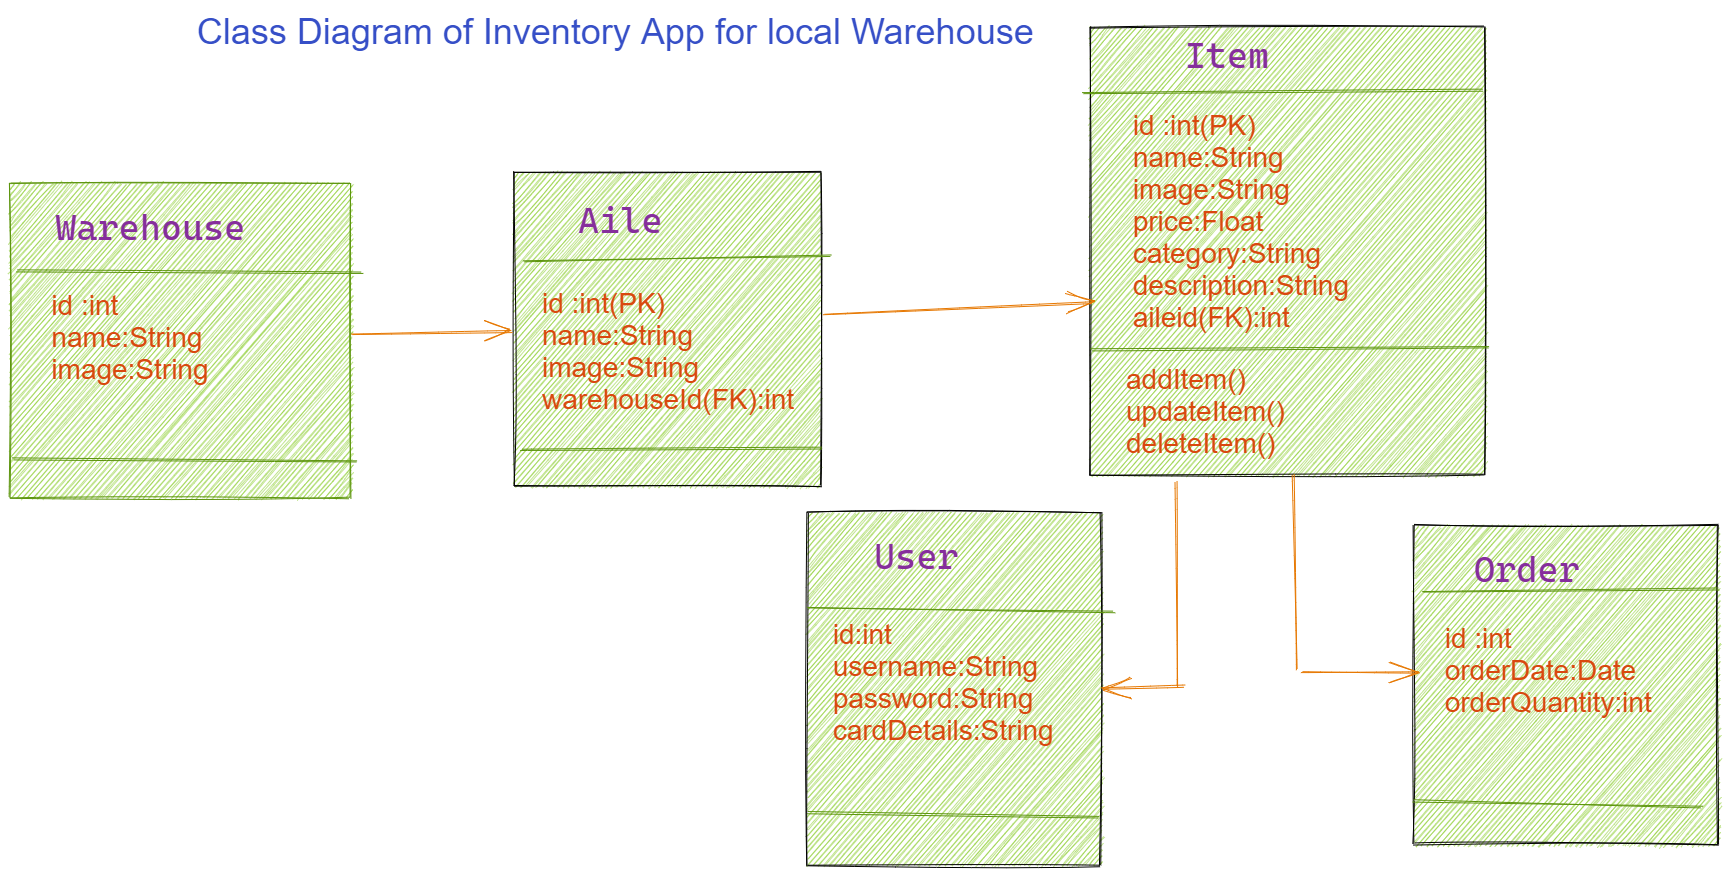 Class Diagram of Inventory App for local Warehouse
Warehouse
id :int
name:String
image:String
Aile
id :int(PK)
name:String
image:String
warehouseId(FK):int
Item
id :int(PK)
name:String
image:String
price:Float
category:String
description:String
aileid(FK):int
addItem()
updateItem()
deleteItem()
User
id:int
username:String
password:String
cardDetails:String
Order
id :int
orderDate:Date
orderQuantity:int